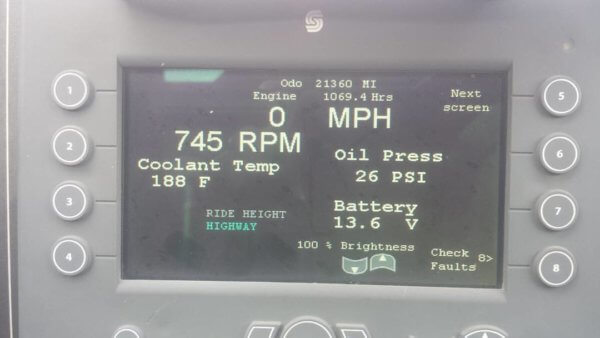 Odo 21360 MI
Engine 1069.4 Hrs
Next
screen
0 MPH
745 RPM
Coolant Temp
188 F
Oil Press
26 PSI
RIDE HEIGHT
HIGHWAY
Battery
13.6 V
100 % Brightness
Check 8>
Faults
1
2
3
4
5
6
7
8